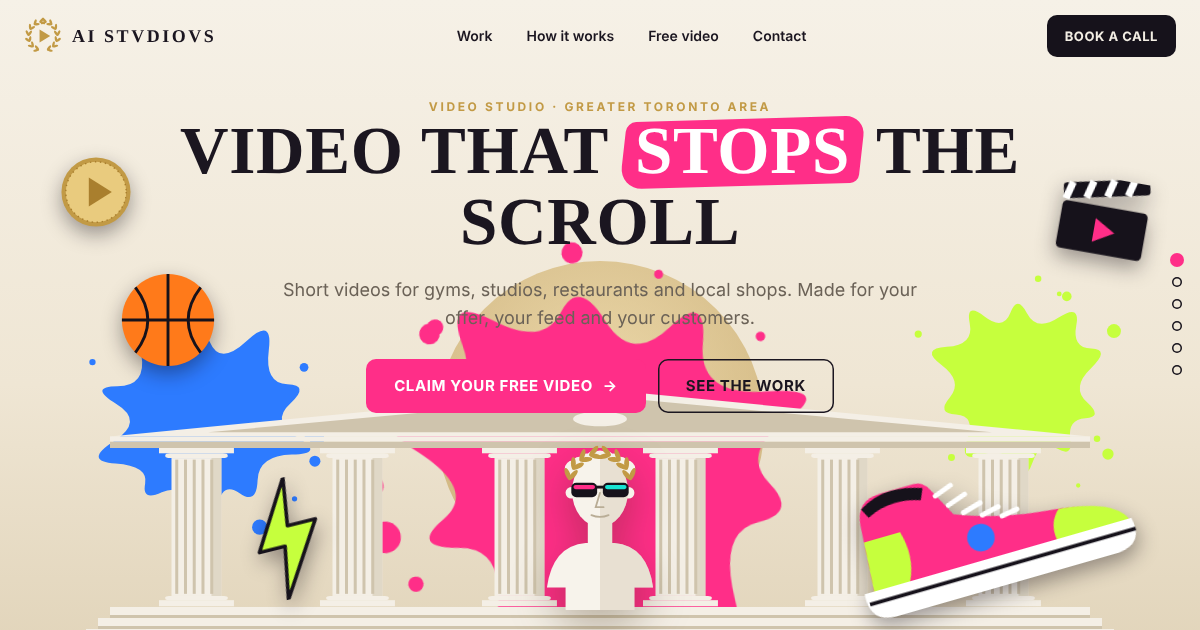 AI STVDIOVS
Work
How it works
Free video
Contact
BOOK A CALL
VIDEO STUDIO · GREATER TORONTO AREA
VIDEO THAT STOPS THE
SCROLL
Short videos for gyms, studios, restaurants and local shops. Made for your
offer, your feed and your customers.
CLAIM YOUR FREE VIDEO →
SEE THE WORK